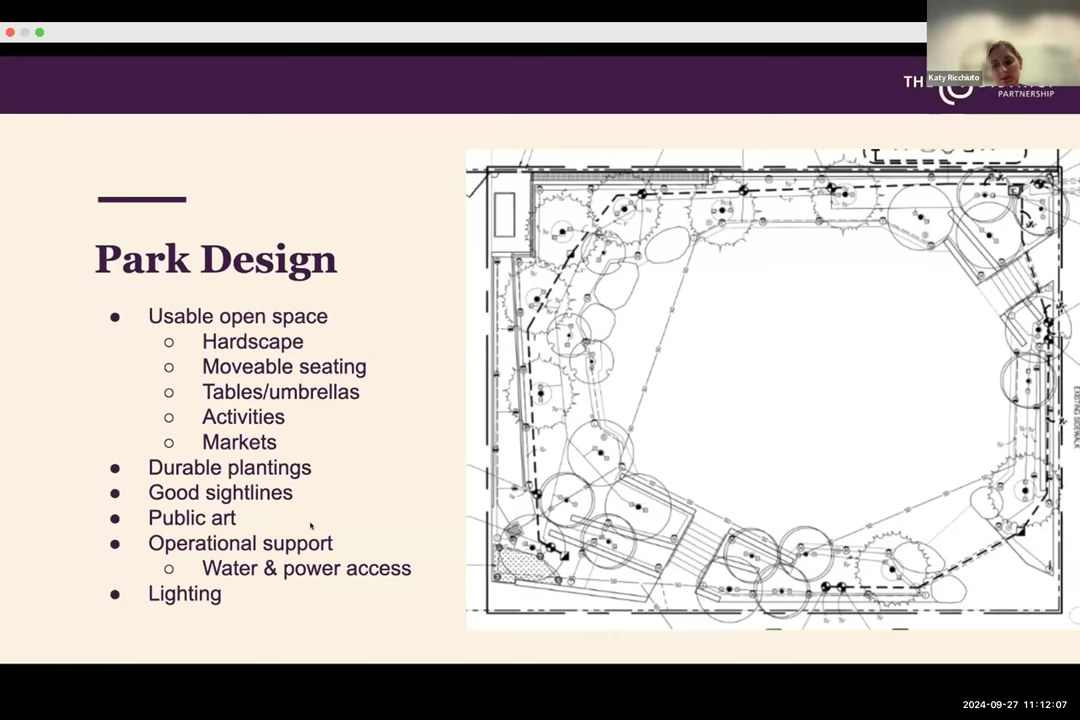 Katy Ricchiuto
TH
PARTNERSHIP
Park Design
● Usable open space
○ Hardscape
○ Moveable seating
○ Tables/umbrellas
○ Activities
○ Markets
● Durable plantings
● Good sightlines
● Public art
● Operational support
○ Water & power access
● Lighting
EXISTING SIDEWALK
2024-09-27 11:12:07